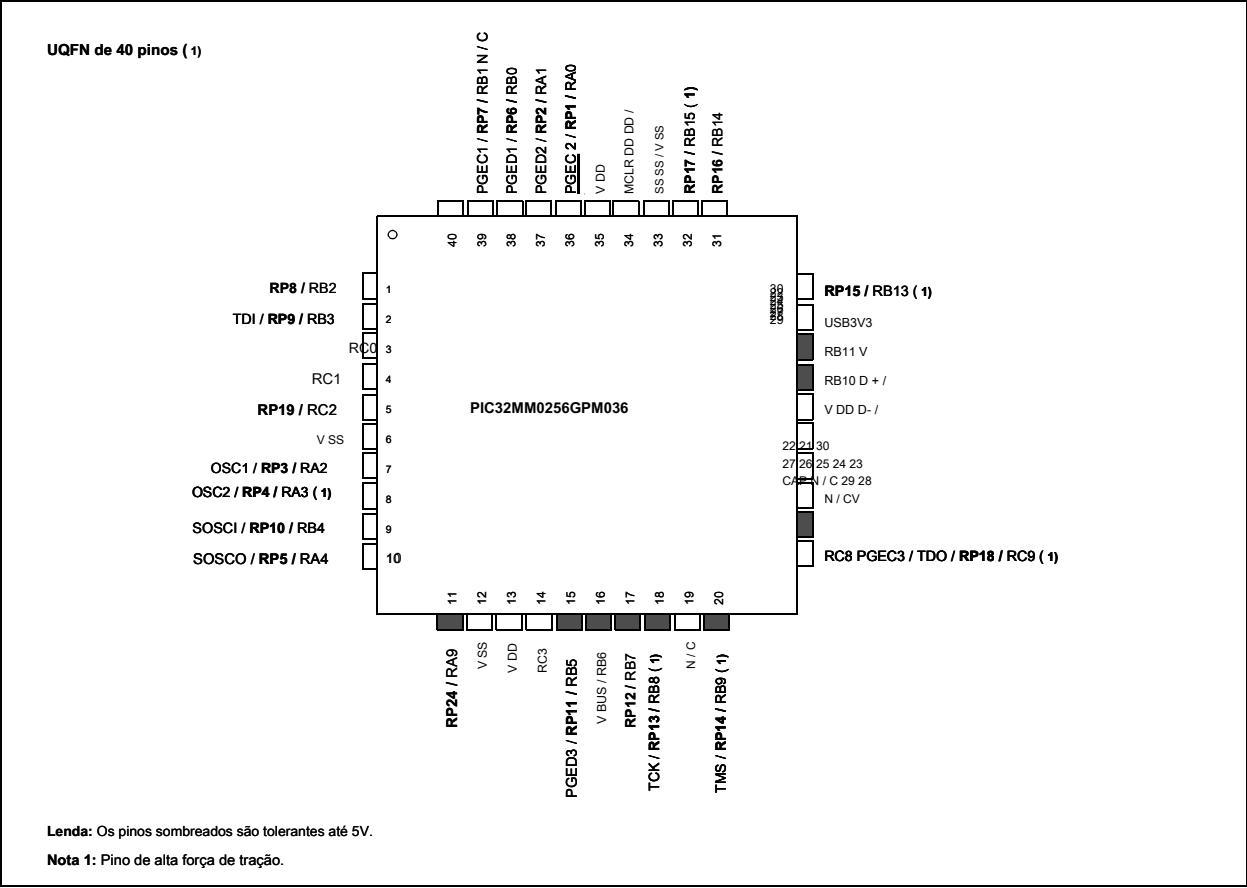 UQFN de 40 pinos ( 1)
PGEC1 / RP7 / RB1 N / C
PGED1 / RP6 / RB0
PGED2 / RP2 / RA1
PGEC 2 / RP1 / RA0
V DD
MCLR DD DD /
SS SS / V SS
RP17 / RB15 ( 1)
RP16 / RB14
40 39 38 37 36 35 34 33 32 31
RP8 / RB2 1
TDI / RP9 / RB3 2
RC0 3
RC1 4
RP19 / RC2 5
V SS 6
OSC1 / RP3 / RA2 7
OSC2 / RP4 / RA3 ( 1) 8
SOSCI / RP10 / RB4 9
SOSCO / RP5 / RA4 10
PIC32MM0256GPM036
30
29
RP15 / RB13 ( 1)
USB3V3
RB11 V
RB10 D + /
V DD D- /
22 21 30
27 26 25 24 23
CAP N / C 29 28
N / CV
RC8 PGEC3 / TDO / RP18 / RC9 ( 1)
11 12 13 14 15 16 17 18 19 20
RP24 / RA9
V SS
V DD
RC3
PGED3 / RP11 / RB5
V BUS / RB6
RP12 / RB7
TCK / RP13 / RB8 ( 1)
N / C
TMS / RP14 / RB9 ( 1)
Lenda: Os pinos sombreados são tolerantes até 5V.
Nota 1: Pino de alta força de tração.